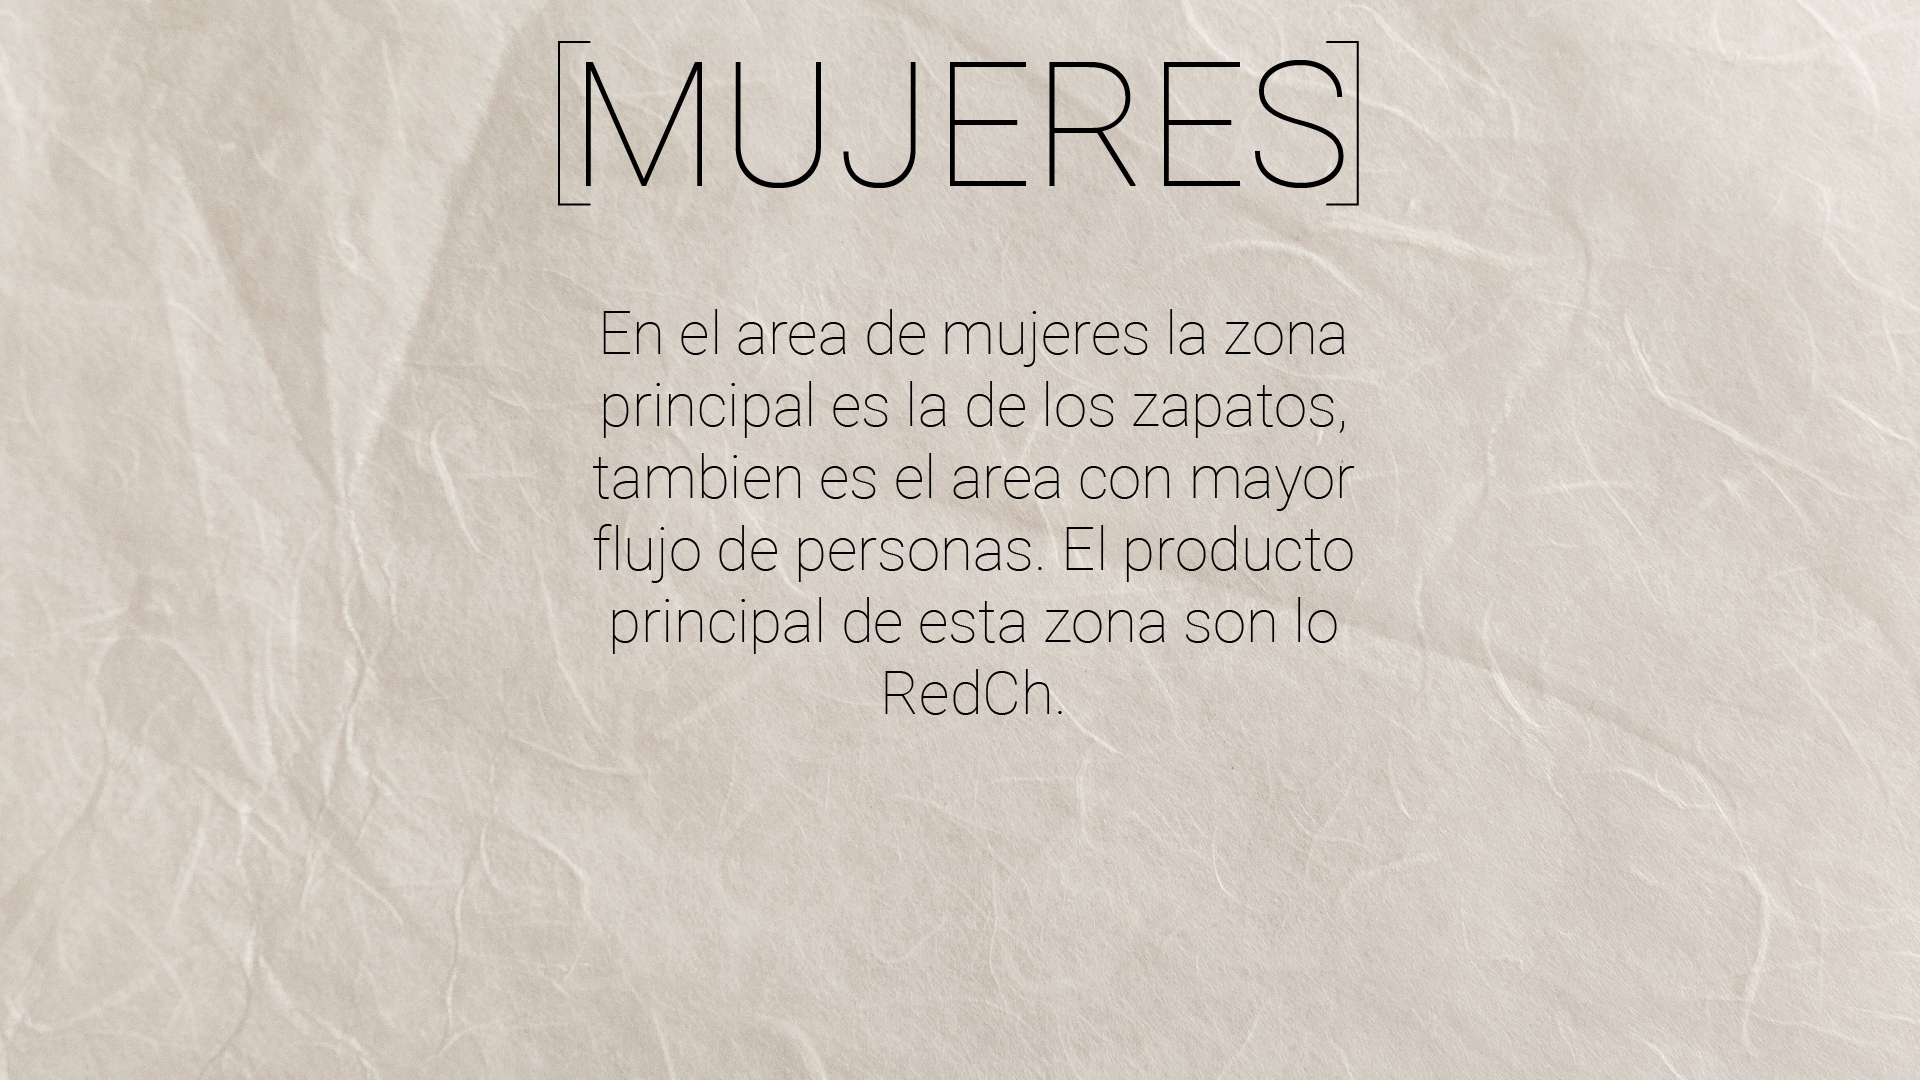 [MUJERES]
En el area de mujeres la zona
principal es la de los zapatos,
tambien es el area con mayor
flujo de personas. El producto
principal de esta zona son lo
RedCh.